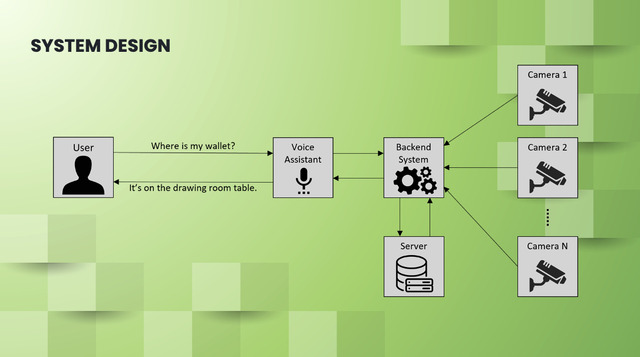 SYSTEM DESIGN
Camera 1
User
Where is my wallet?
It's on the drawing room table.
Voice
Assistant
Backend
System
Camera 2
Server
Camera N